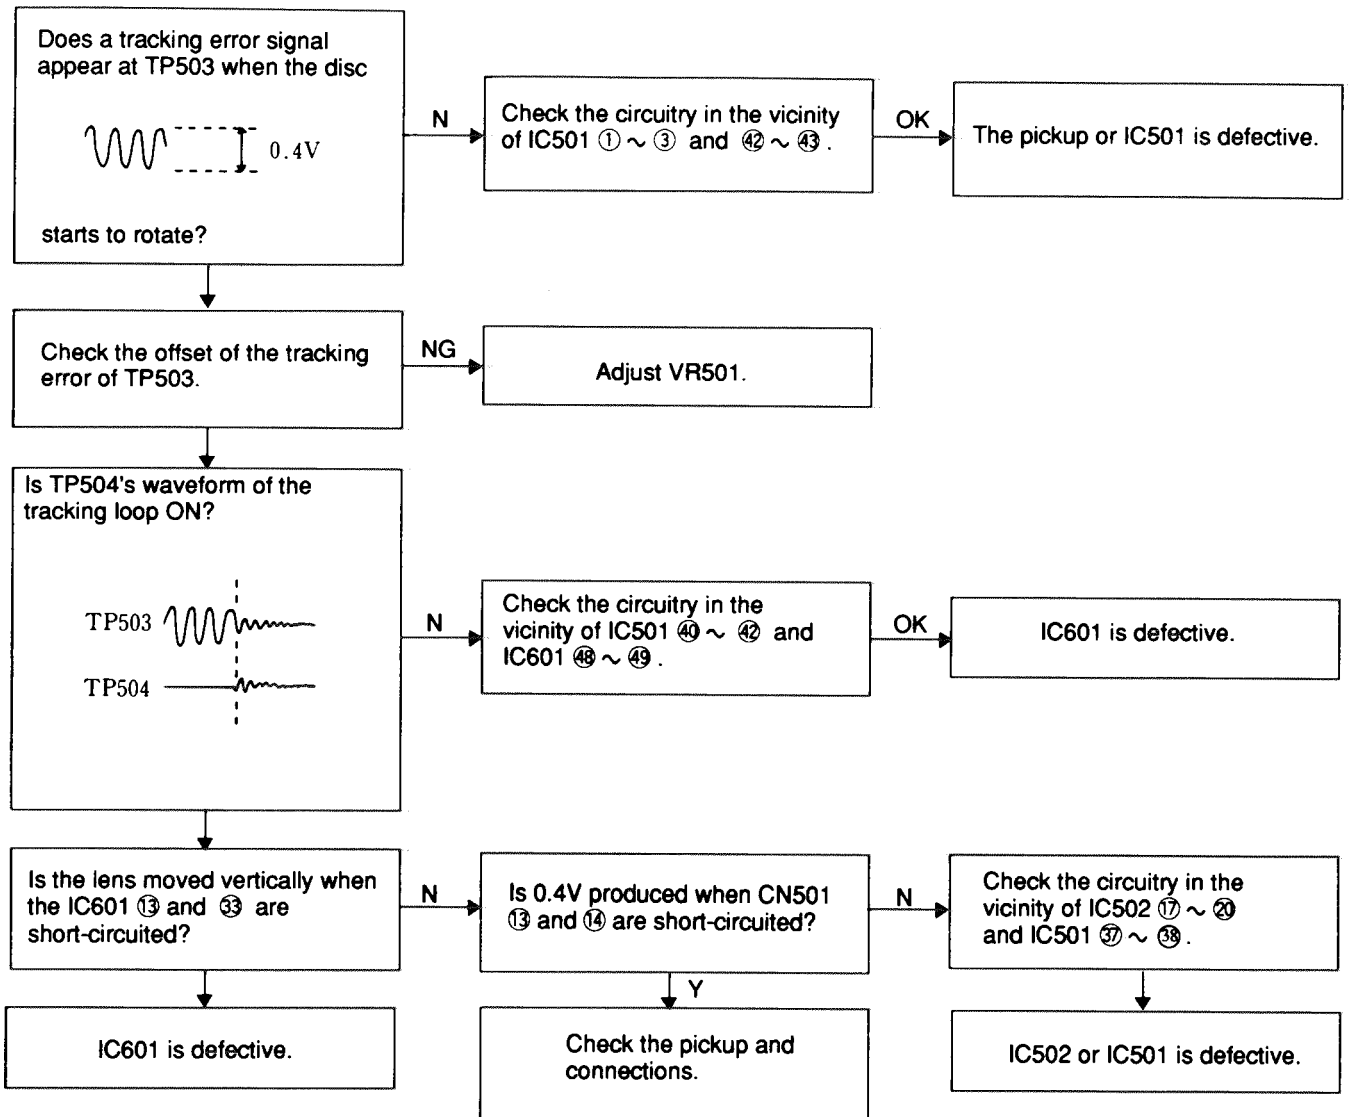 Does a tracking error signal
appear at TP503 when the disc
0.4V
starts to rotate?
N
Check the circuitry in the vicinity
of IC501 ① ~ ③ and ㊷ ~ ㊸ .
OK
The pickup or IC501 is defective.
Check the offset of the tracking
error of TP503.
NG
Adjust VR501.
Is TP504's waveform of the
tracking loop ON?
TP503
TP504
N
Check the circuitry in the
vicinity of IC501 ㊵ ~ ㊷ and
IC601 ㊽ ~ ㊾ .
OK
IC601 is defective.
Is the lens moved vertically when
the IC601 ⑬ and ㉝ are
short-circuited?
N
Is 0.4V produced when CN501
⑬ and ⑭ are short-circuited?
N
Check the circuitry in the
vicinity of IC502 ⑰ ~ ⑳
and IC501 ㊲ ~ ㊳ .
IC601 is defective.
Y
Check the pickup and
connections.
IC502 or IC501 is defective.